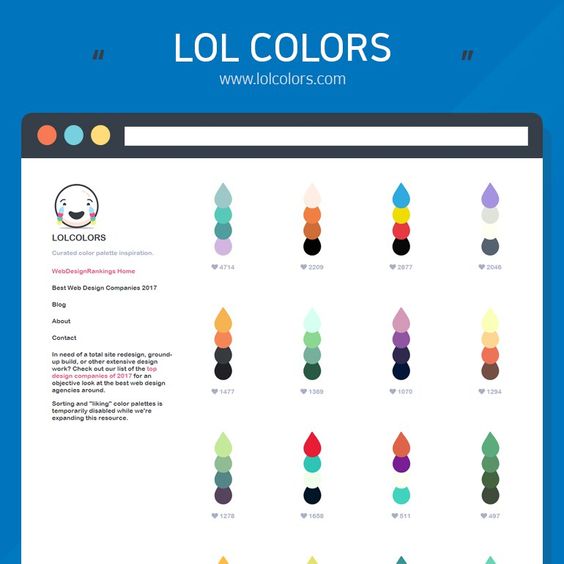 " LOL COLORS "
www.lolcolors.com
LOLCOLORS
Curated color palette inspiration.
WebDesignRankings Home
Best Web Design Companies 2017
Blog
About
Contact
In need of a total site redesign, ground-
up build, or other extensive design
work? Check out our list of the top
design companies of 2017 for an
objective look at the best web design
agencies around.
Sorting and "liking" color palettes is
temporarily disabled while we're
expanding this resource.
4714
2209
2877
2046
1477
1369
1070
1294
1278
1658
511
497